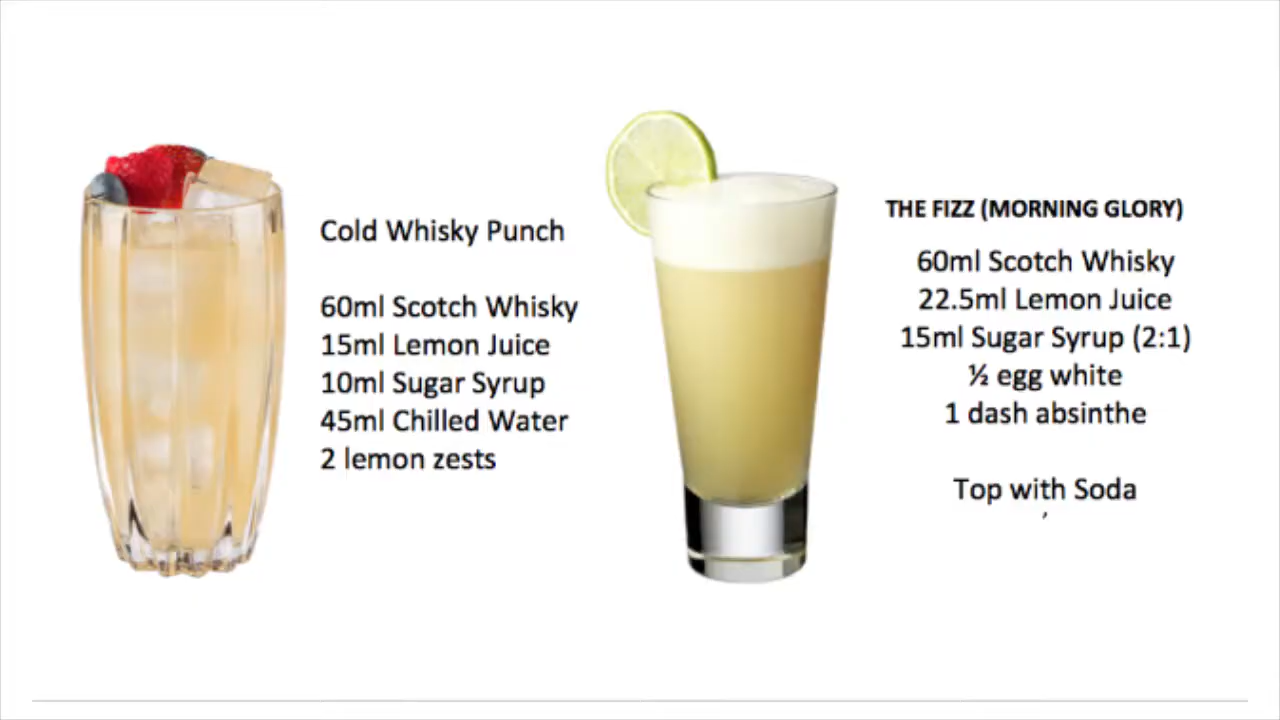 Cold Whisky Punch
60ml Scotch Whisky
15ml Lemon Juice
10ml Sugar Syrup
45ml Chilled Water
2 lemon zests
THE FIZZ (MORNING GLORY)
60ml Scotch Whisky
22.5ml Lemon Juice
15ml Sugar Syrup (2:1)
½ egg white
1 dash absinthe
Top with Soda
,